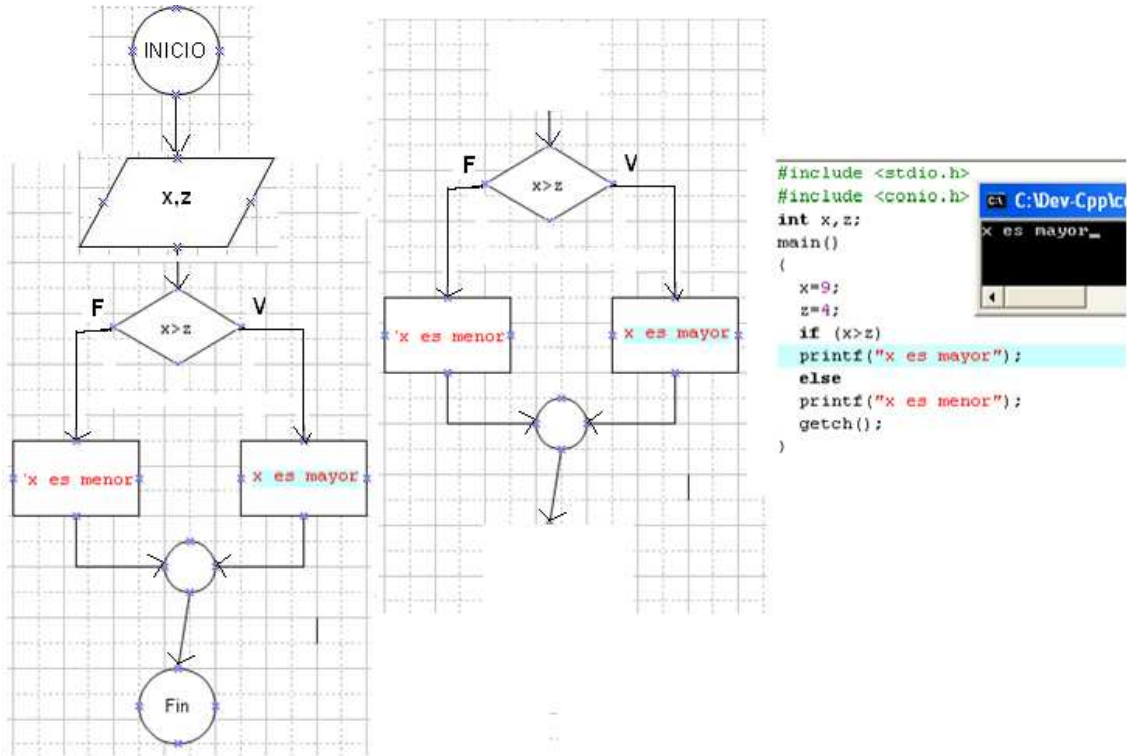 INICIO
x,z
F
V
x>z
'x es menor
x es mayor
Fin
F
V
x>z
'x es menor
x es mayor
#include <stdio.h>
#include <conio.h>
int x,z;
main()
{
x=9;
z=4;
if (x>z)
printf("x es mayor");
else
printf("x es menor");
getch();
}
C:\Dev-Cpp\c
x es mayor_